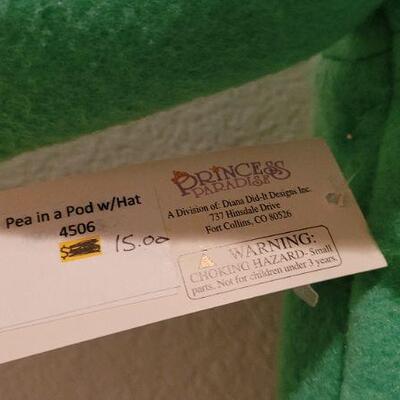 Pea in a Pod w/Hat
4506
15.00
PRINCESS
PARADISE
A Division of: Diana Did-It Designs Inc.
737 Hinsdale Drive
Fort Collins, CO 80526
WARNING:
CHOKING HAZARD- Small
parts. Not for children under 3 years.